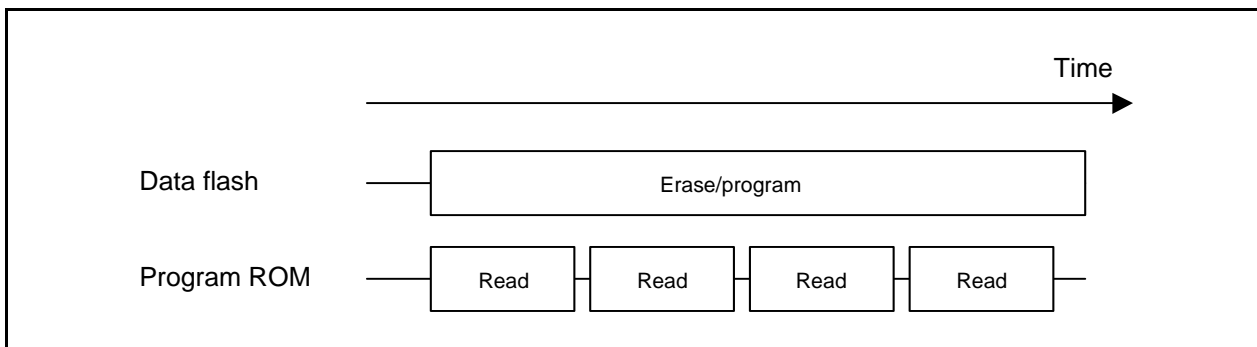 Time
Data flash
Erase/program
Program ROM
Read
Read
Read
Read